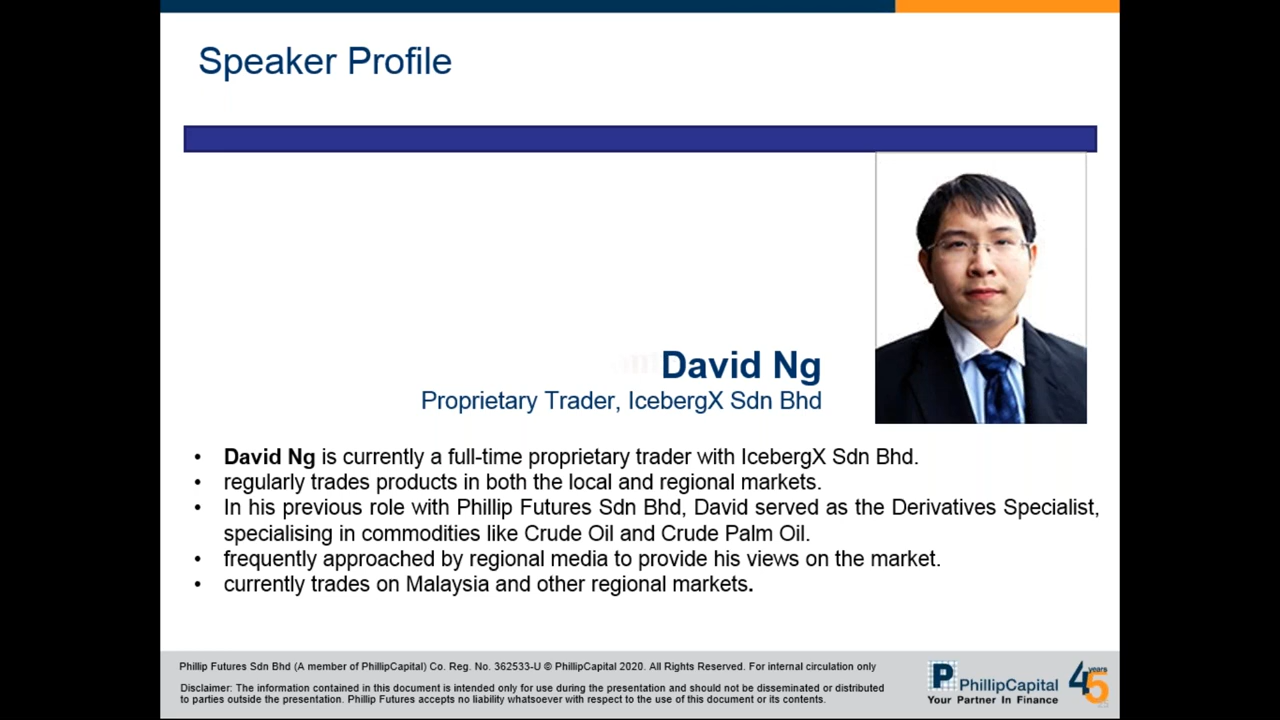 Speaker Profile
David Ng
Proprietary Trader, IcebergX Sdn Bhd
• David Ng is currently a full-time proprietary trader with IcebergX Sdn Bhd.
• regularly trades products in both the local and regional markets.
• In his previous role with Phillip Futures Sdn Bhd, David served as the Derivatives Specialist,
specialising in commodities like Crude Oil and Crude Palm Oil.
• frequently approached by regional media to provide his views on the market.
• currently trades on Malaysia and other regional markets.
Phillip Futures Sdn Bhd (A member of PhillipCapital) Co. Reg. No. 362533-U © PhillipCapital 2020. All Rights Reserved. For internal circulation only
Disclaimer: The information contained in this document is intended only for use during the presentation and should not be disseminated or distributed
to parties outside the presentation. Phillip Futures accepts no liability whatsoever with respect to the use of this document or its contents.
P PhillipCapital
Your Partner In Finance
45 years